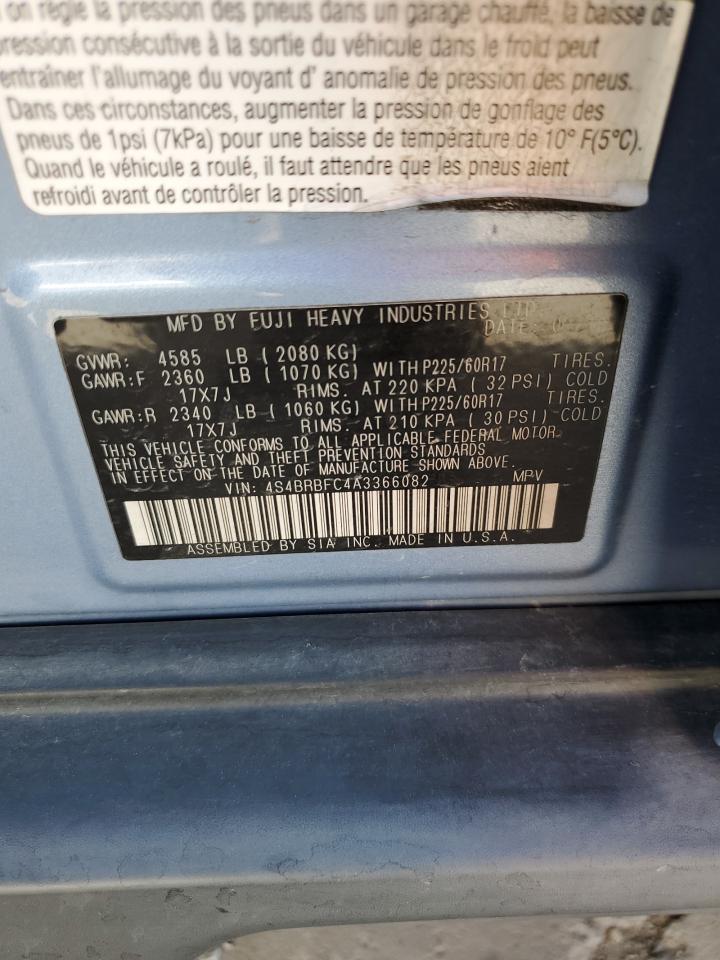 on règle la pression des pneus dans un garage chauffé, la baisse de
pression consécutive à la sortie du véhicule dans le froid peut
entraîner l'allumage du voyant d' anomalie de pression des pneus.
Dans ces circonstances, augmenter la pression de gonflage des
pneus de 1psi (7kPa) pour une baisse de température de 10° F(5°C).
Quand le véhicule a roulé, il faut attendre que les pneus aient
refroidi avant de contrôler la pression.
MFD BY FUJI HEAVY INDUSTRIES LTD
DATE:
GVWR: 4585 LB ( 2080 KG)
GAWR:F 2360 LB ( 1070 KG) WITH P225/60R17 TIRES.
17X7J RIMS. AT 220 KPA ( 32 PSI) COLD
GAWR:R 2340 LB ( 1060 KG) WITH P225/60R17 TIRES.
17X7J RIMS. AT 210 KPA ( 30 PSI) COLD
THIS VEHICLE CONFORMS TO ALL APPLICABLE FEDERAL MOTOR
VEHICLE SAFETY AND THEFT PREVENTION STANDARDS
IN EFFECT ON THE DATE OF MANUFACTURE SHOWN ABOVE.
VIN: 4S4BRBFC4A3366082 MPV
ASSEMBLED BY SIA INC. MADE IN U.S.A.